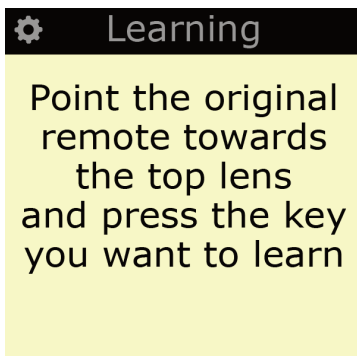 Learning
Point the original
remote towards
the top lens
and press the key
you want to learn